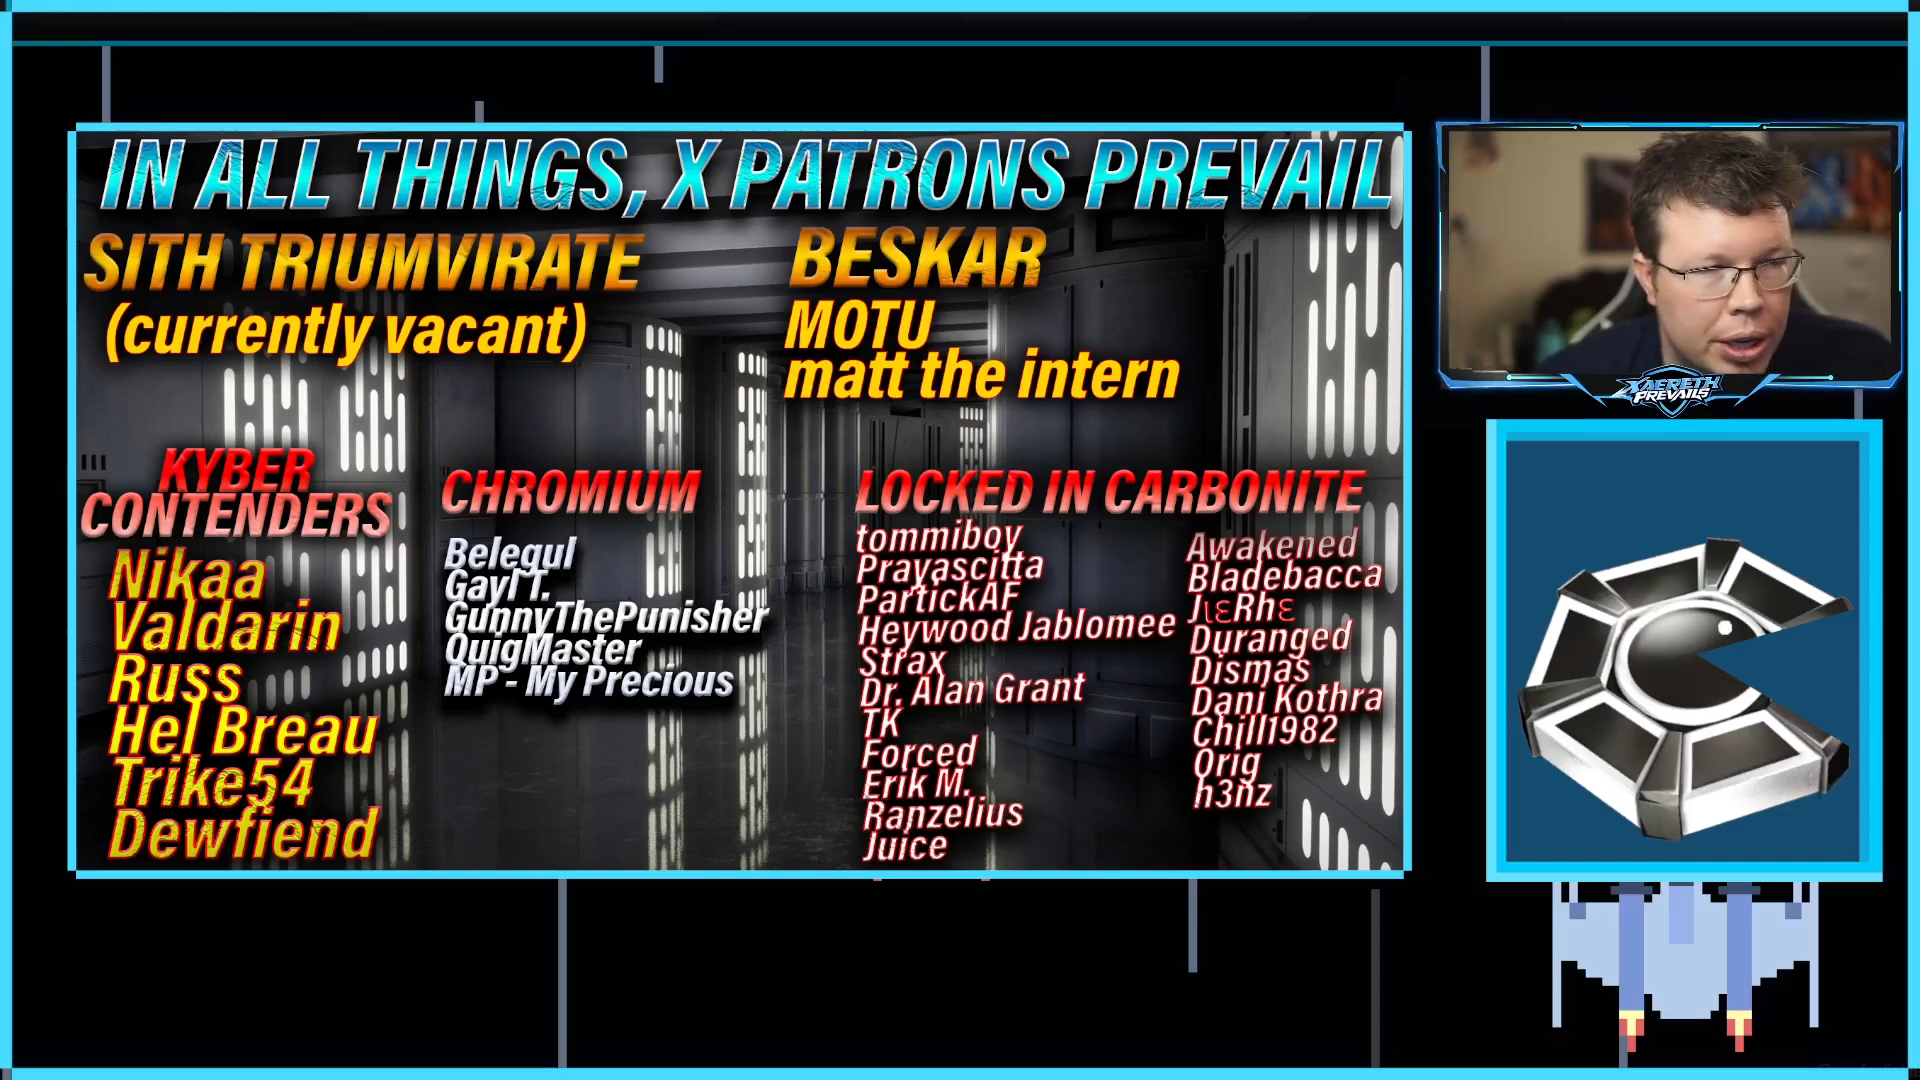 IN ALL THINGS, X PATRONS PREVAIL
SITH TRIUMVIRATE
(currently vacant)
BESKAR
MOTU
matt the intern
KYBER
CONTENDERS
Nikaa
Valdarin
Russ
Hel Breau
Trike54
Dewfiend
CHROMIUM
Belegul
Gayl T.
GunnyThePunisher
QuigMaster
MP - My Precious
LOCKED IN CARBONITE
tommiboy
Prayascitta
PartickAF
Heywood Jablomee
Strax
Dr. Alan Grant
TK
Forced
Erik M.
Ranzelius
Juice
Awakened
Bladebacca
JιεRhε
Duranged
Dismas
Dani Kothra
Chill1982
Orig
h3nz
XAERETH
PREVAILS